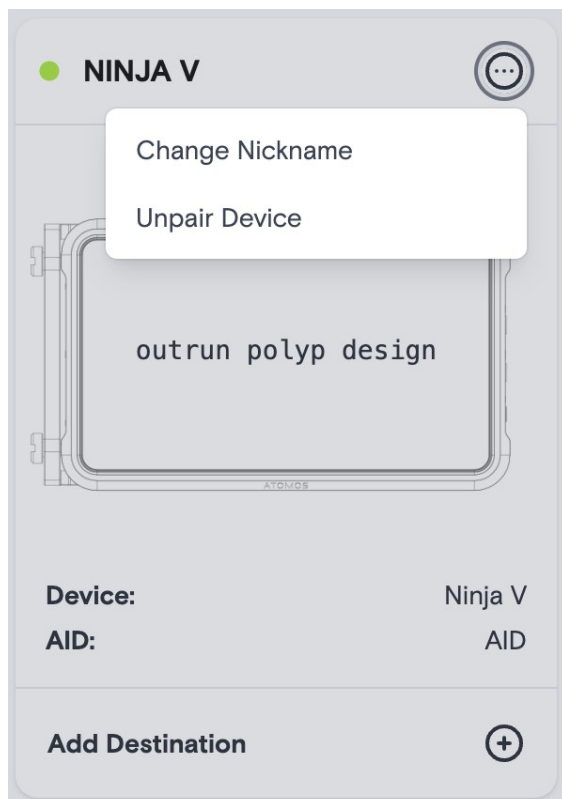 NINJA V
Change Nickname
Unpair Device
outrun polyp design
ATOMOS
Device: Ninja V
AID: AID
Add Destination